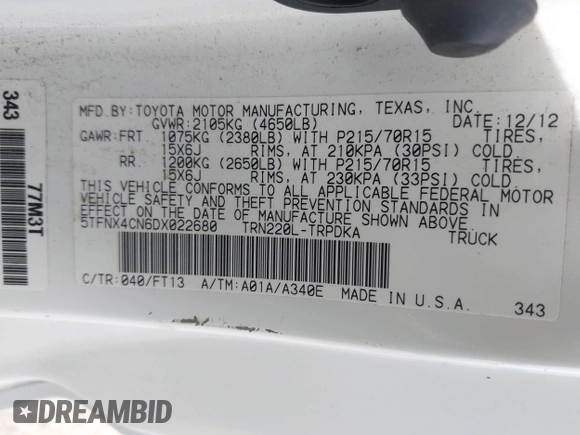 MFD.BY:TOYOTA MOTOR MANUFACTURING, TEXAS, INC.
GVWR:2105KG (4650LB) DATE:12/12
GAWR:FRT 1075KG (2380LB) WITH P215/70R15 TIRES,
15X6J RIMS, AT 210KPA (30PSI) COLD
RR. 1200KG (2650LB) WITH P215/70R15 TIRES,
15X6J RIMS, AT 230KPA (33PSI) COLD
THIS VEHICLE CONFORMS TO ALL APPLICABLE FEDERAL MOTOR
VEHICLE SAFETY AND THEFT PREVENTION STANDARDS IN
EFFECT ON THE DATE OF MANUFACTURE SHOWN ABOVE.
5TFNX4CN6DX022680 TRN220L-TRPDKA TRUCK
C/TR:040/FT13 A/TM:A01A/A340E MADE IN U.S.A.
343
343
77M3T
DREAMBID